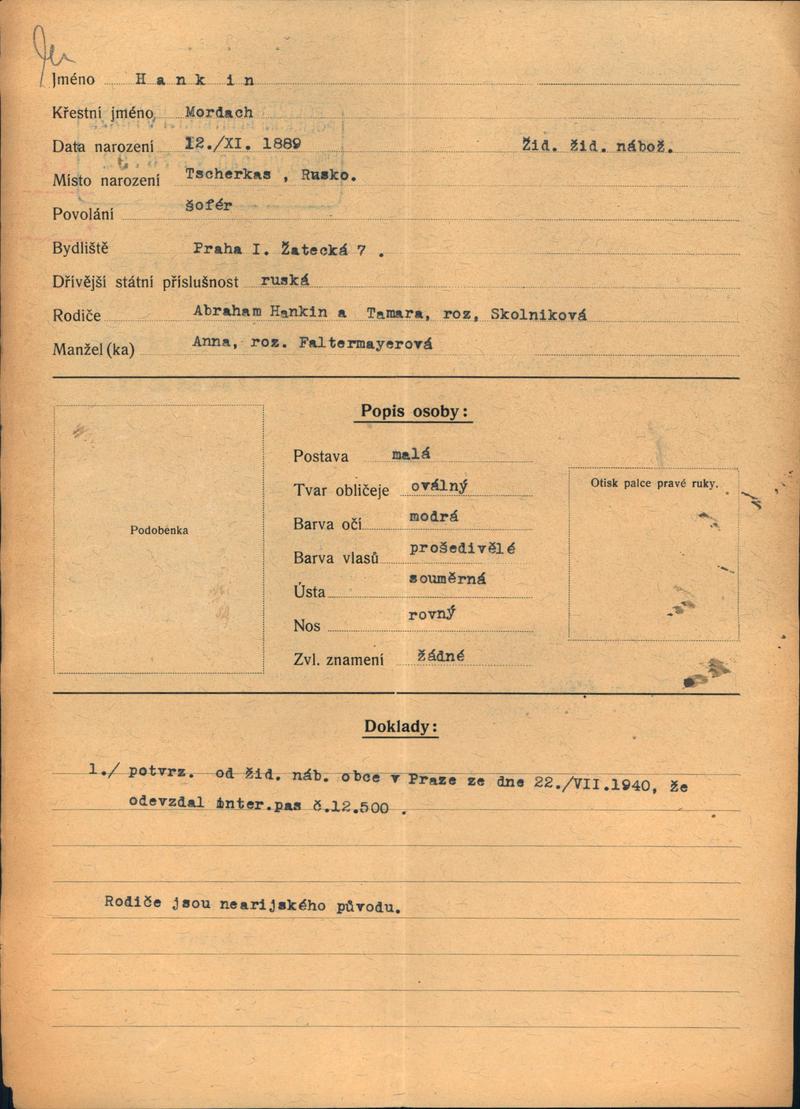 Jméno Hankin
Křestní jméno Mordach
Data narození 12./XI. 1889 Žid. žid. nábož.
Místo narození Tscherkas , Rusko.
Povolání šofér
Bydliště Praha I. Žatecká 7 .
Dřívější státní příslušnost ruská
Rodiče Abraham Hankin a Tamara, roz, Skolniková
Manžel (ka) Anna, roz. Faltermayerová
Popis osoby:
Postava malá
Tvar obličeje oválný
Barva očí modrá
Barva vlasů prošedivělé
Ústa souměrná
Nos rovný
Zvl. znamení žádné
Podobenka
Otisk palce pravé ruky.
Doklady:
1./ potvrz. od žid. náb. obce v Praze ze dne 22./VII.1940, že
odevzdal inter.pas č.12.500 .
Rodiče jsou nearijského původu.